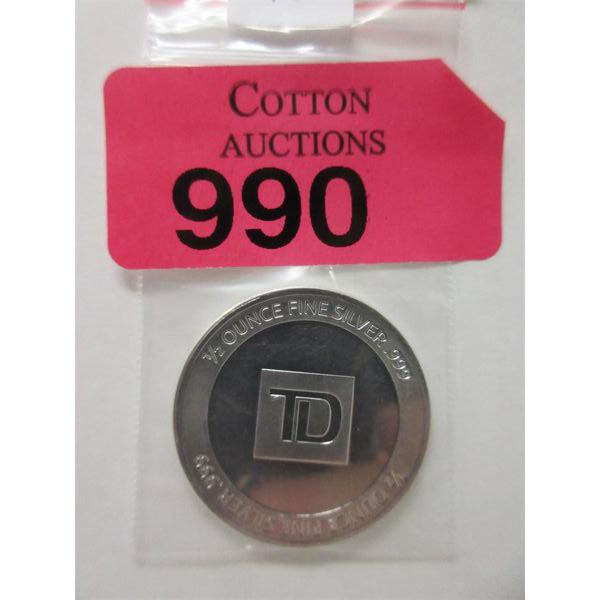 COTTON
AUCTIONS
990
1/2 OUNCE FINE SILVER .999
TD
1/2 OUNCE FINE SILVER .999